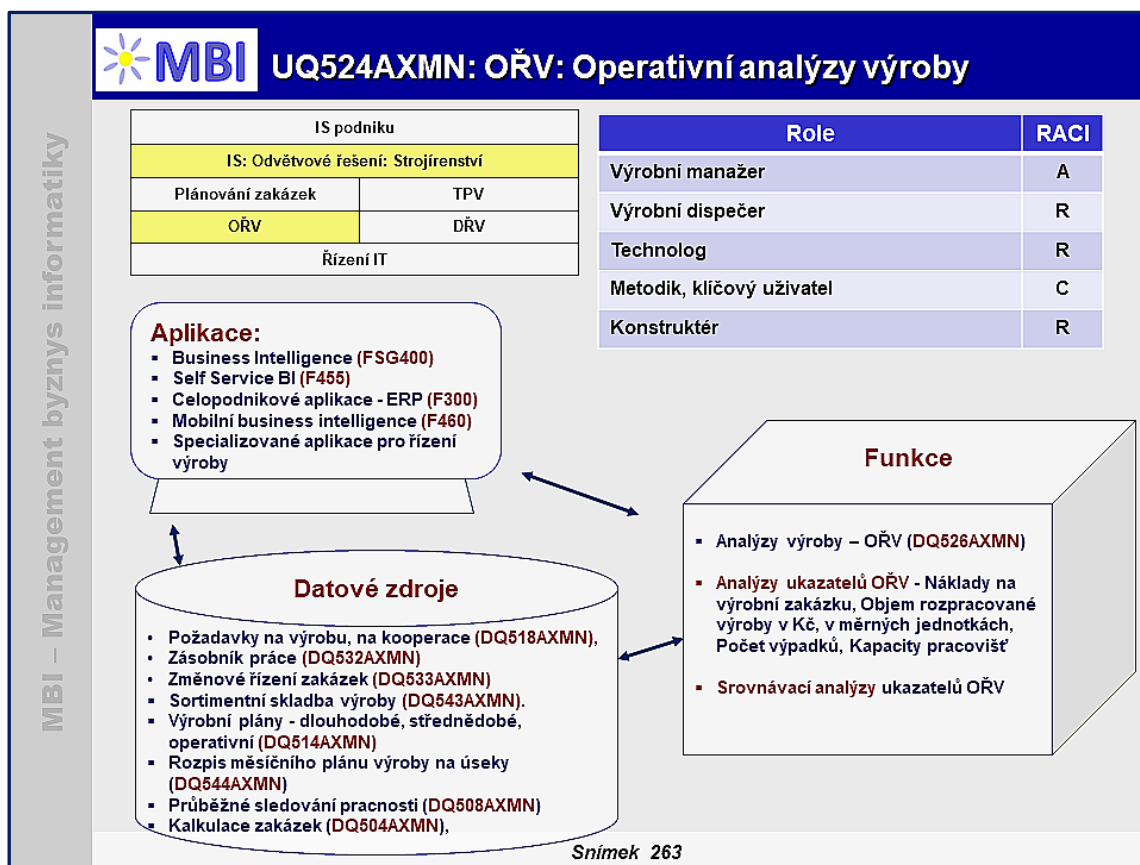 MBI – Management byznys informatiky
MBI
UQ524AXMN: OŘV: Operativní analýzy výroby
IS podniku
IS: Odvětvové řešení: Strojírenství
Plánování zakázek TPV
OŘV DŘV
Řízení IT
Role RACI
Výrobní manažer A
Výrobní dispečer R
Technolog R
Metodik, klíčový uživatel C
Konstruktér R
Aplikace:
▪ Business Intelligence (FSG400)
▪ Self Service BI (F455)
▪ Celopodnikové aplikace - ERP (F300)
▪ Mobilní business intelligence (F460)
▪ Specializované aplikace pro řízení
výroby
Funkce
▪ Analýzy výroby – OŘV (DQ526AXMN)
▪ Analýzy ukazatelů OŘV - Náklady na
výrobní zakázku, Objem rozpracované
výroby v Kč, v měrných jednotkách,
Počet výpadků, Kapacity pracovišť
▪ Srovnávací analýzy ukazatelů OŘV
Datové zdroje
• Požadavky na výrobu, na kooperace (DQ518AXMN),
• Zásobník práce (DQ532AXMN)
• Změnové řízení zakázek (DQ533AXMN)
▪ Sortimentní skladba výroby (DQ543AXMN).
▪ Výrobní plány - dlouhodobé, střednědobé,
operativní (DQ514AXMN)
▪ Rozpis měsíčního plánu výroby na úseky
(DQ544AXMN)
▪ Průběžné sledování pracnosti (DQ508AXMN)
▪ Kalkulace zakázek (DQ504AXMN),
Snímek 263